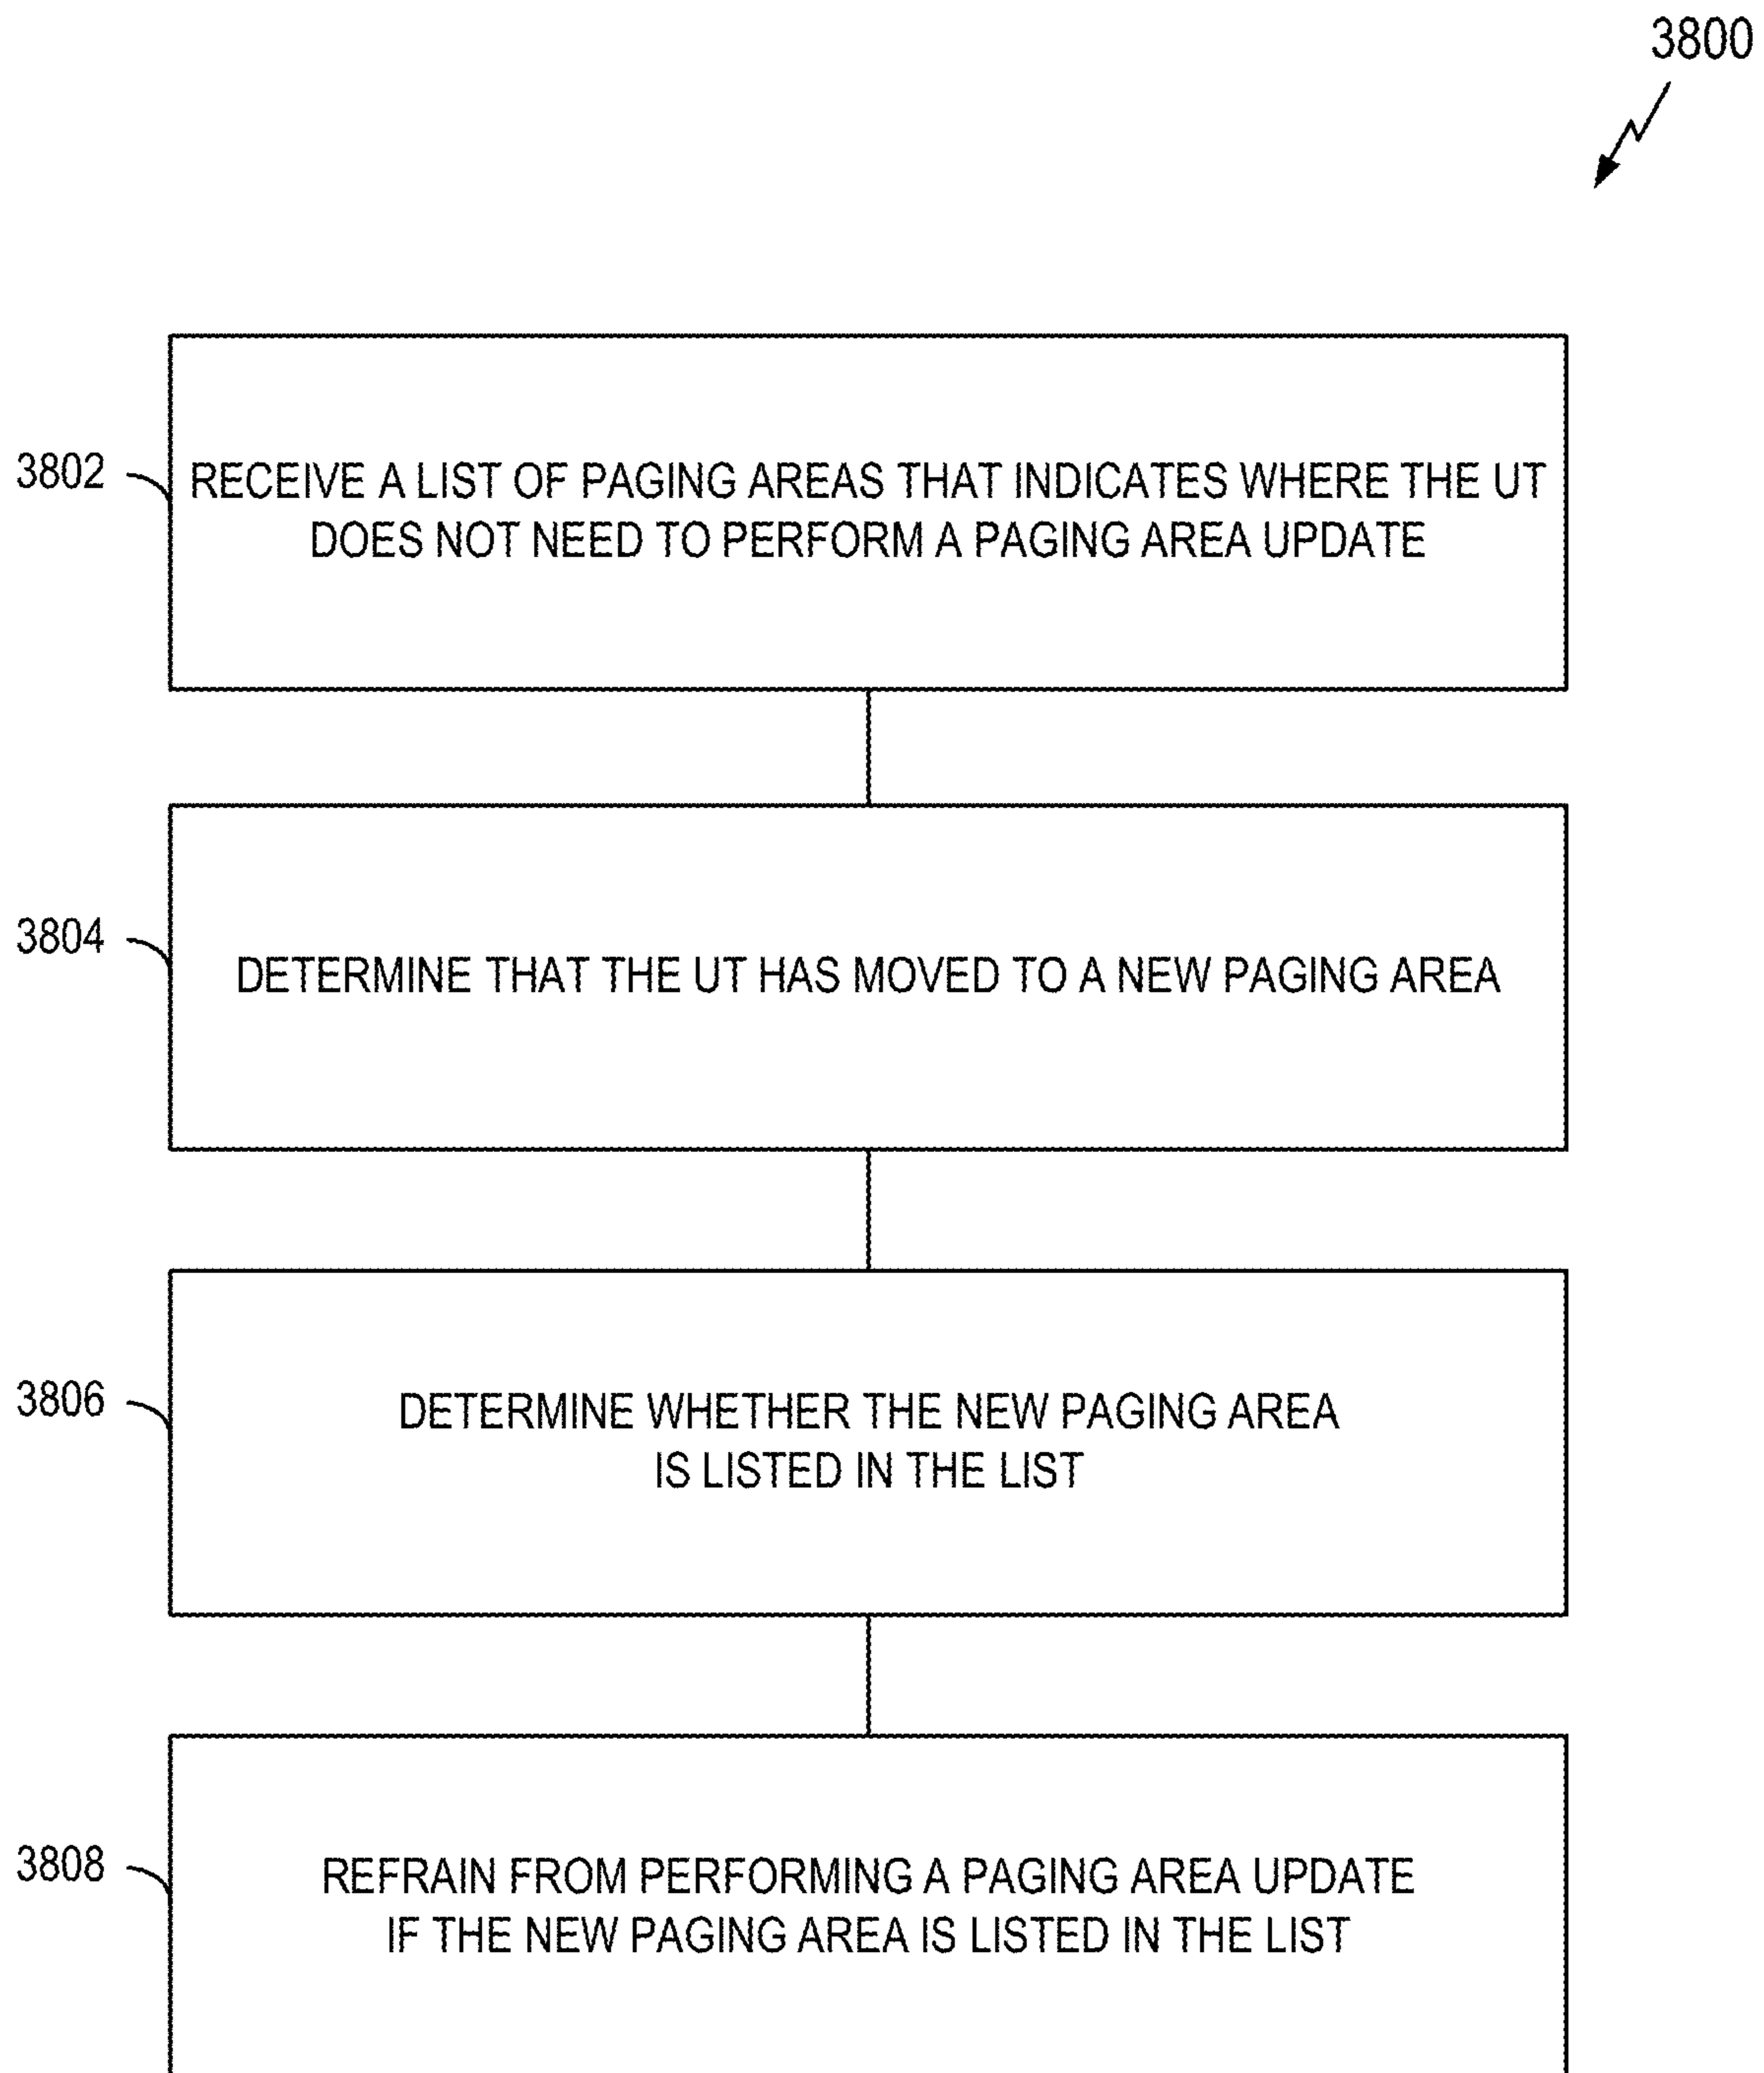 3800
3802
RECEIVE A LIST OF PAGING AREAS THAT INDICATES WHERE THE UT
DOES NOT NEED TO PERFORM A PAGING AREA UPDATE
3804
DETERMINE THAT THE UT HAS MOVED TO A NEW PAGING AREA
3806
DETERMINE WHETHER THE NEW PAGING AREA
IS LISTED IN THE LIST
3808
REFRAIN FROM PERFORMING A PAGING AREA UPDATE
IF THE NEW PAGING AREA IS LISTED IN THE LIST